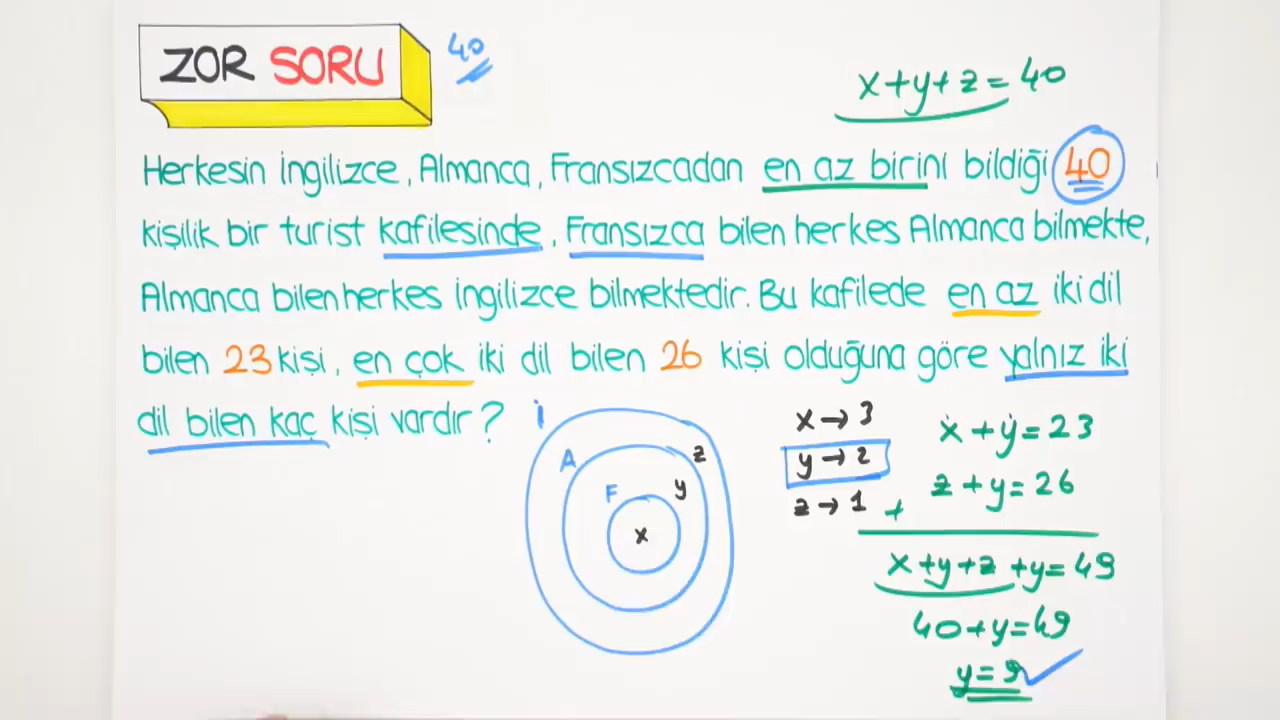 ZOR SORU
40
x+y+z=40
Herkesin İngilizce, Almanca, Fransızcadan en az birini bildiği 40
kişilik bir turist kafilesinde, Fransızca bilen herkes Almanca bilmekte,
Almanca bilen herkes İngilizce bilmektedir. Bu kafilede en az iki dil
bilen 23 kişi, en çok iki dil bilen 26 kişi olduğuna göre yalnız iki
dil bilen kaç kişi vardır?
İ
A
F
z
y
x
x→3
y→2
z→1
x+y=23
z+y=26
+
x+y+z+y=49
40+y=49
y=9